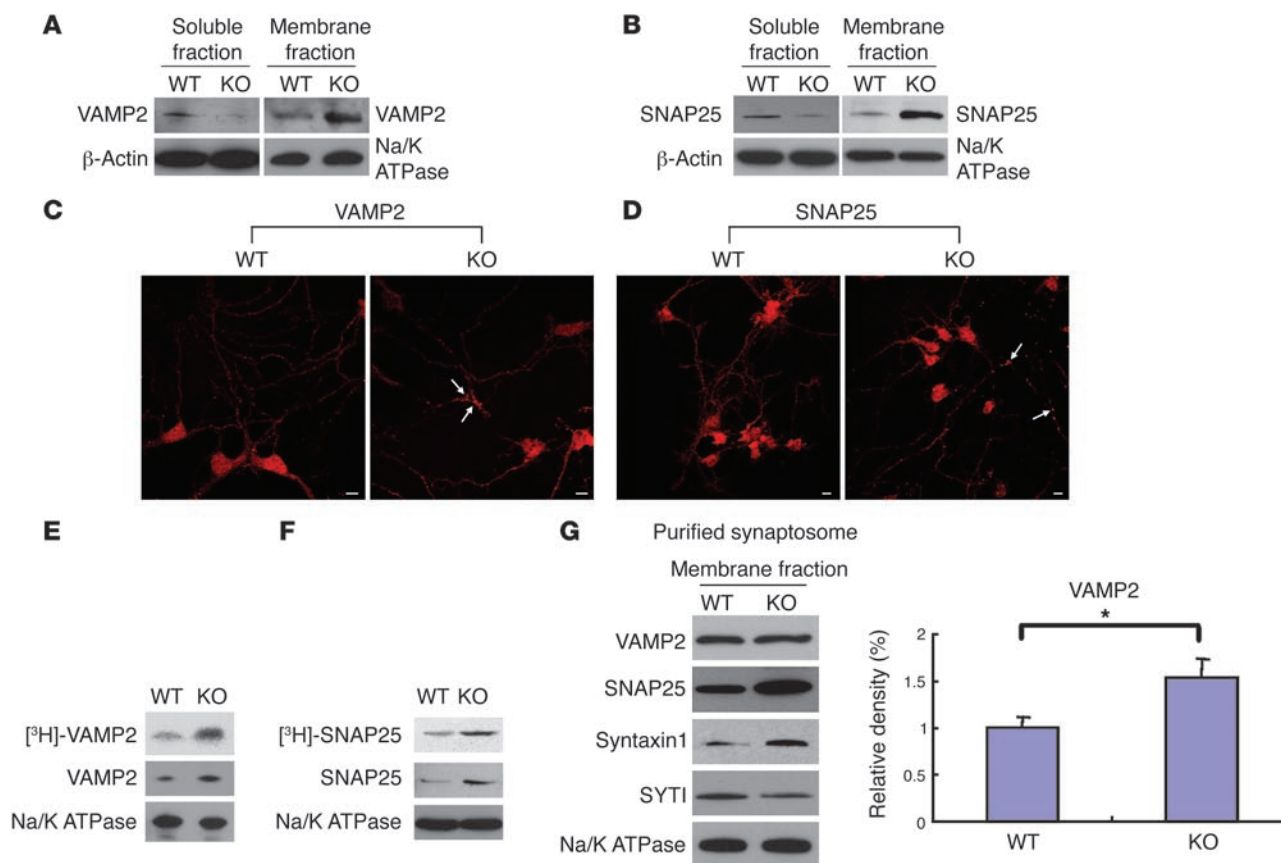 A
Soluble
fraction
Membrane
fraction
WT KO WT KO
VAMP2 VAMP2
β-Actin Na/K
ATPase
B
Soluble
fraction
Membrane
fraction
WT KO WT KO
SNAP25 SNAP25
β-Actin Na/K
ATPase
C
VAMP2
WT KO
D
SNAP25
WT KO
E
WT KO
[³H]-VAMP2
VAMP2
Na/K ATPase
F
WT KO
[³H]-SNAP25
SNAP25
Na/K ATPase
G Purified synaptosome
Membrane fraction
WT KO
VAMP2
SNAP25
Syntaxin1
SYTI
Na/K ATPase
VAMP2
*
Relative density (%)
2
1.5
1
0.5
0
WT KO